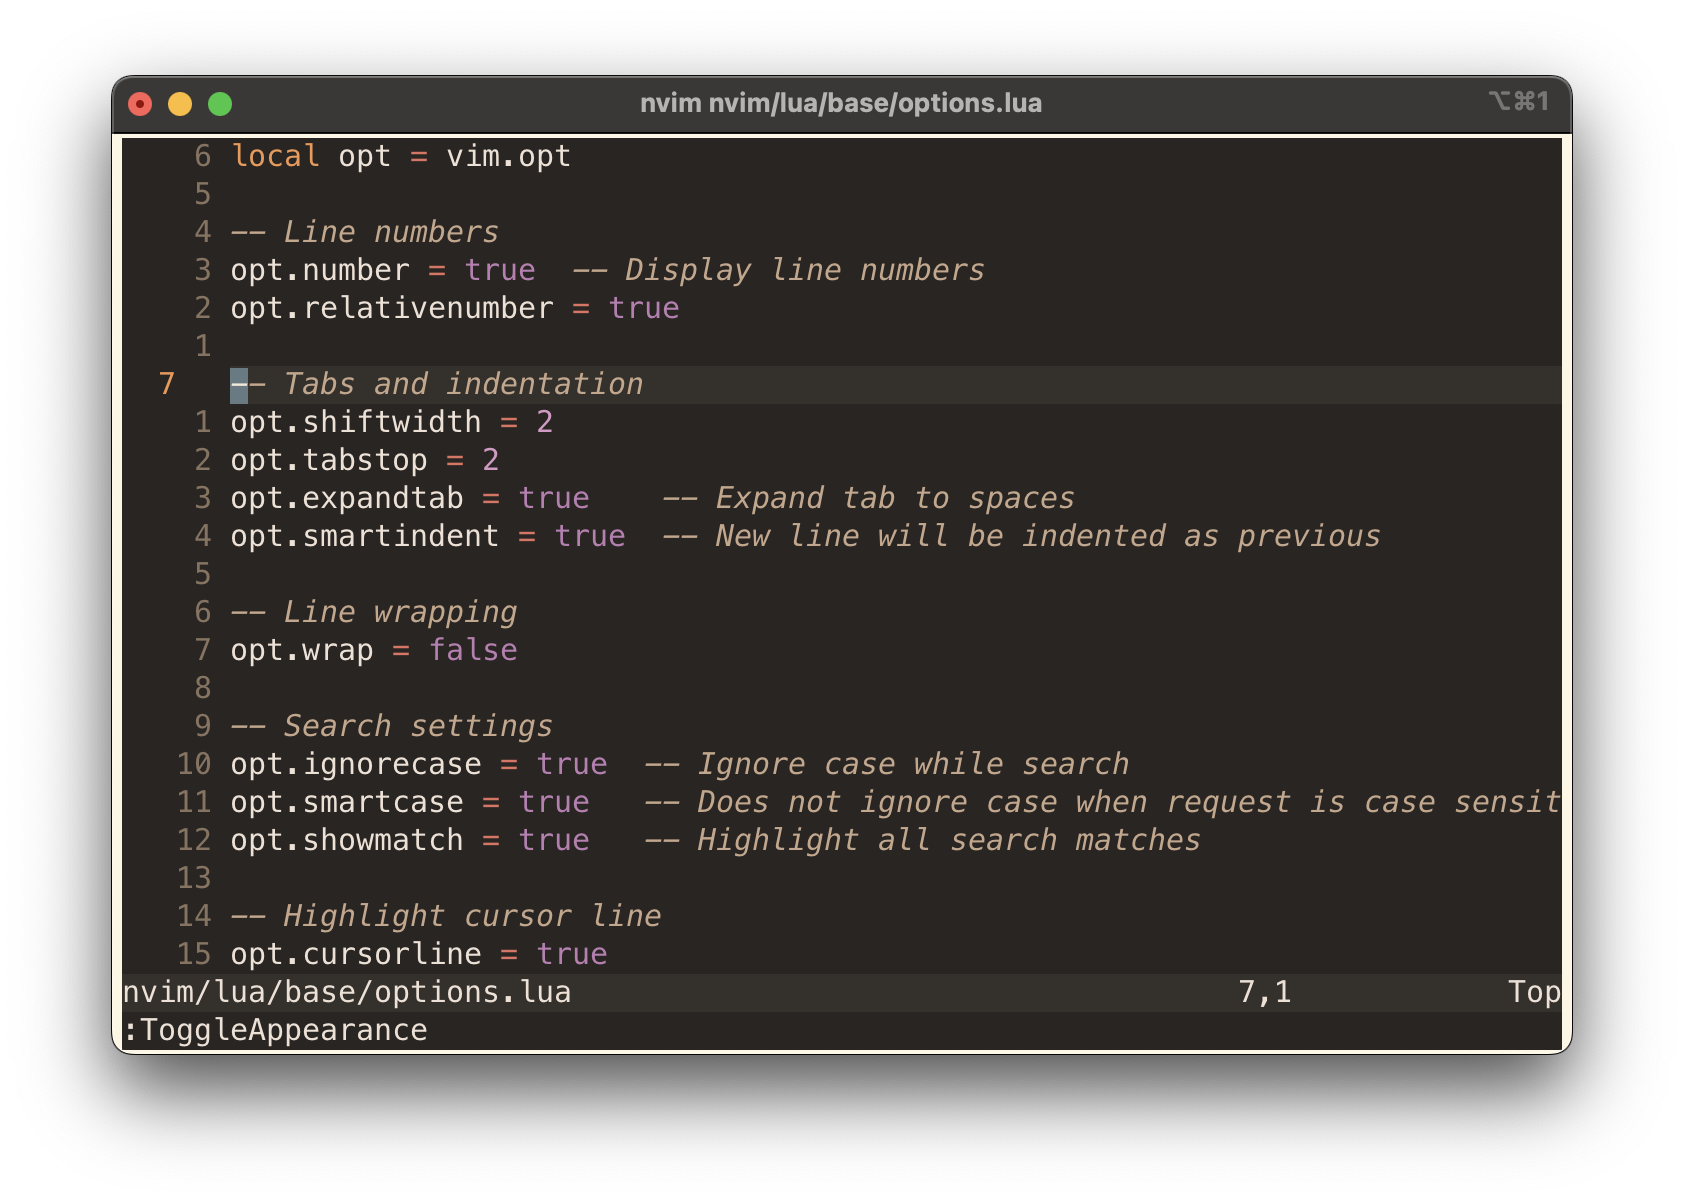 nvim nvim/lua/base/options.lua ⌥⌘1
6 local opt = vim.opt
5
4 -- Line numbers
3 opt.number = true  -- Display line numbers
2 opt.relativenumber = true
1
7 -- Tabs and indentation
1 opt.shiftwidth = 2
2 opt.tabstop = 2
3 opt.expandtab = true    -- Expand tab to spaces
4 opt.smartindent = true  -- New line will be indented as previous
5
6 -- Line wrapping
7 opt.wrap = false
8
9 -- Search settings
10 opt.ignorecase = true  -- Ignore case while search
11 opt.smartcase = true   -- Does not ignore case when request is case sensit
12 opt.showmatch = true   -- Highlight all search matches
13
14 -- Highlight cursor line
15 opt.cursorline = true
nvim/lua/base/options.lua 7,1 Top
:ToggleAppearance